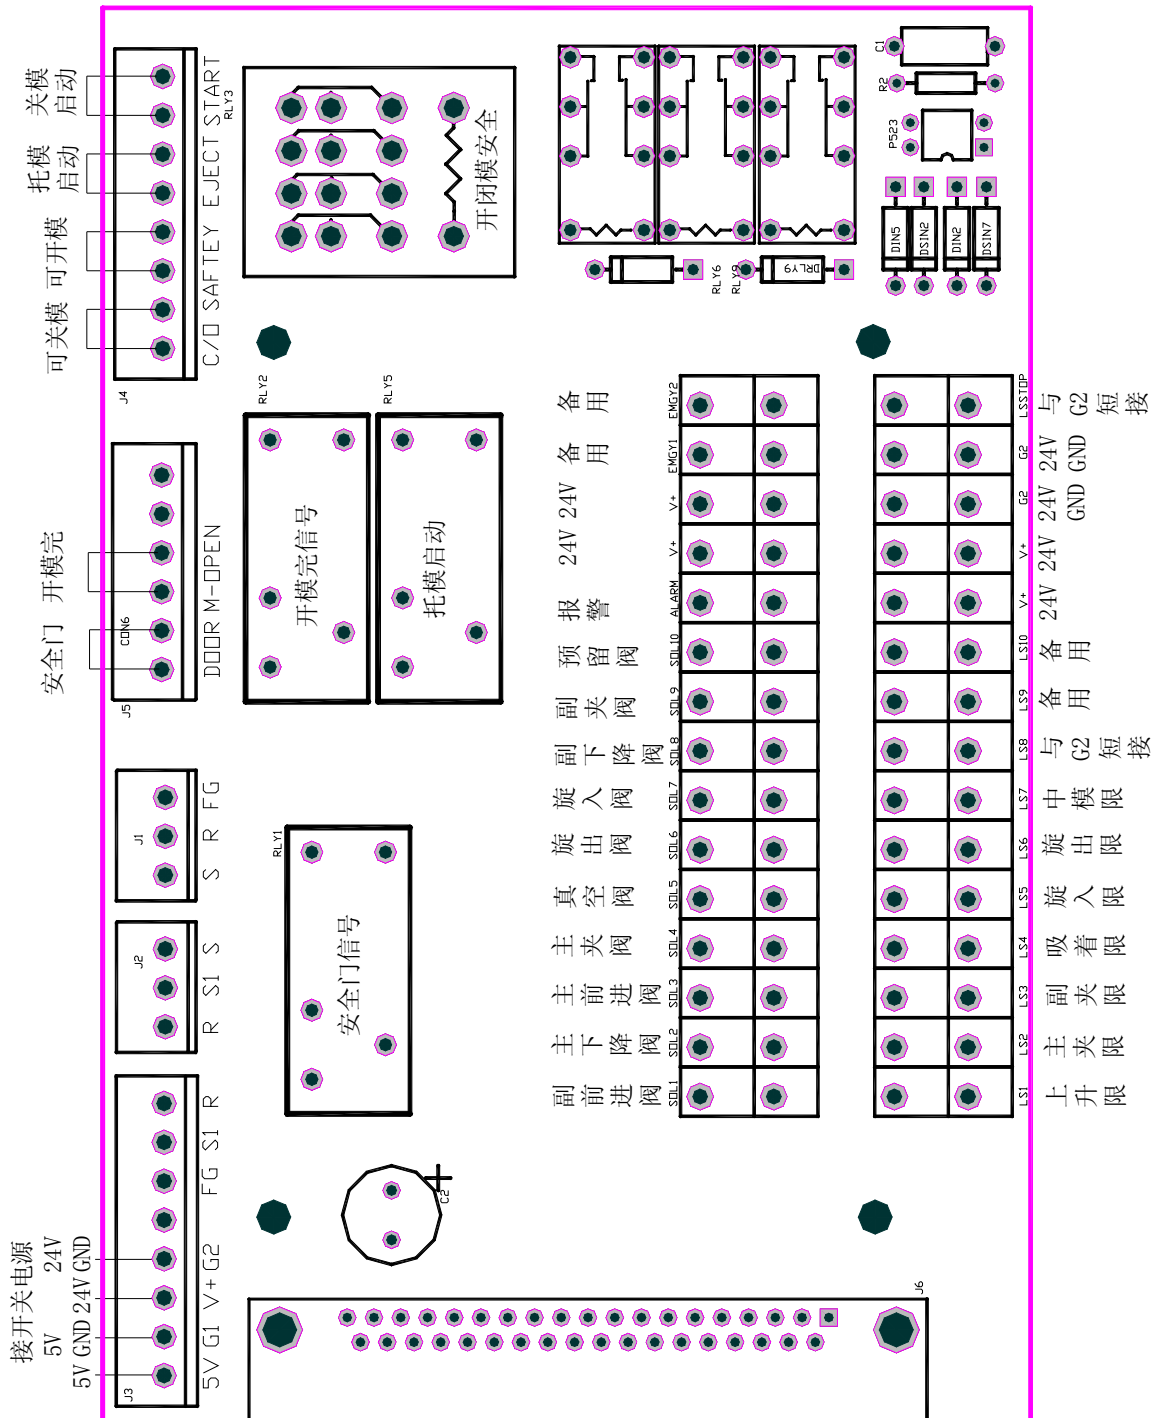 关模启动
托模启动
可开模
可关模
J4
C/O SAFTEY EJECT START
RLY3
开闭模安全
RLY6
RLY9
DRLY9
C1
R2
P523
DIN5
DSIN2
DIN2
DSIN7
安全门 开模完
CON6
J5
DOOR M-OPEN
RLY2
开模完信号
RLY5
托模启动
J1
S R FG
J2
R S1 S
RLY1
安全门信号
备用
EMGY2
备用
EMGY1
24V
V+
24V
V+
报警
ALARM
预留阀
SOL10
副夹阀
SOL9
副下降阀
SOL8
旋入阀
SOL7
旋出阀
SOL6
真空阀
SOL5
主夹阀
SOL4
主前进阀
SOL3
主下降阀
SOL2
副前进阀
SOL1
LSSTOP
与G2短接
G2
24V GND
G2
24V GND
V+
24V
V+
24V
LS10
备用
LS9
备用
LS8
与G2短接
LS7
中模限
LS6
旋出限
LS5
旋入限
LS4
吸着限
LS3
副夹限
LS2
主夹限
LS1
上升限
接开关电源
5V 24V
5V GND 24V GND
J3
5V G1 V+ G2 FG S1 R
C2
J6